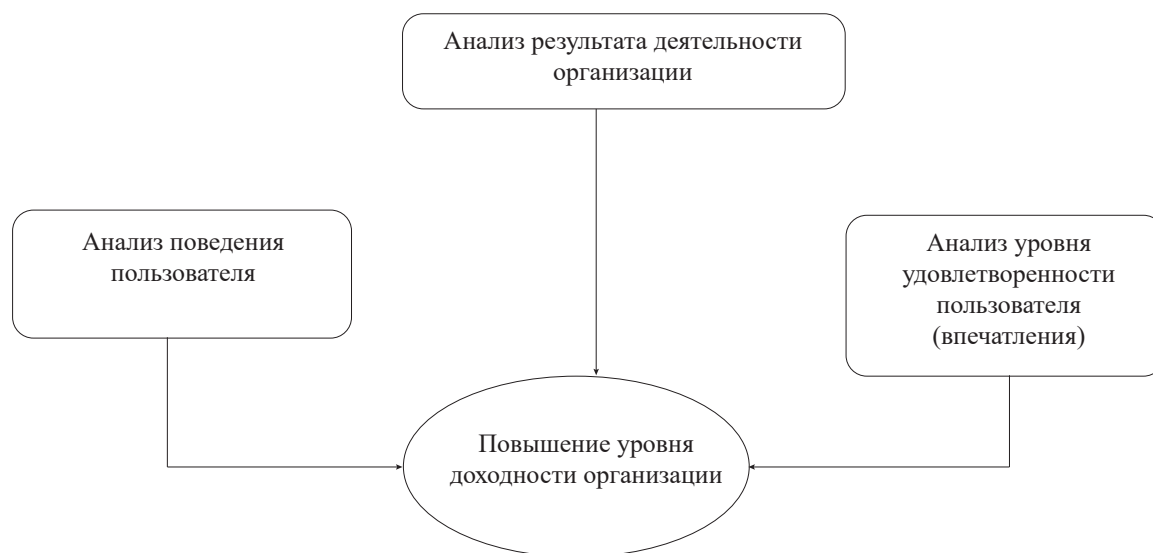 Анализ результата деятельности
организации
Анализ поведения
пользователя
Анализ уровня
удовлетворенности
пользователя
(впечатления)
Повышение уровня
доходности организации